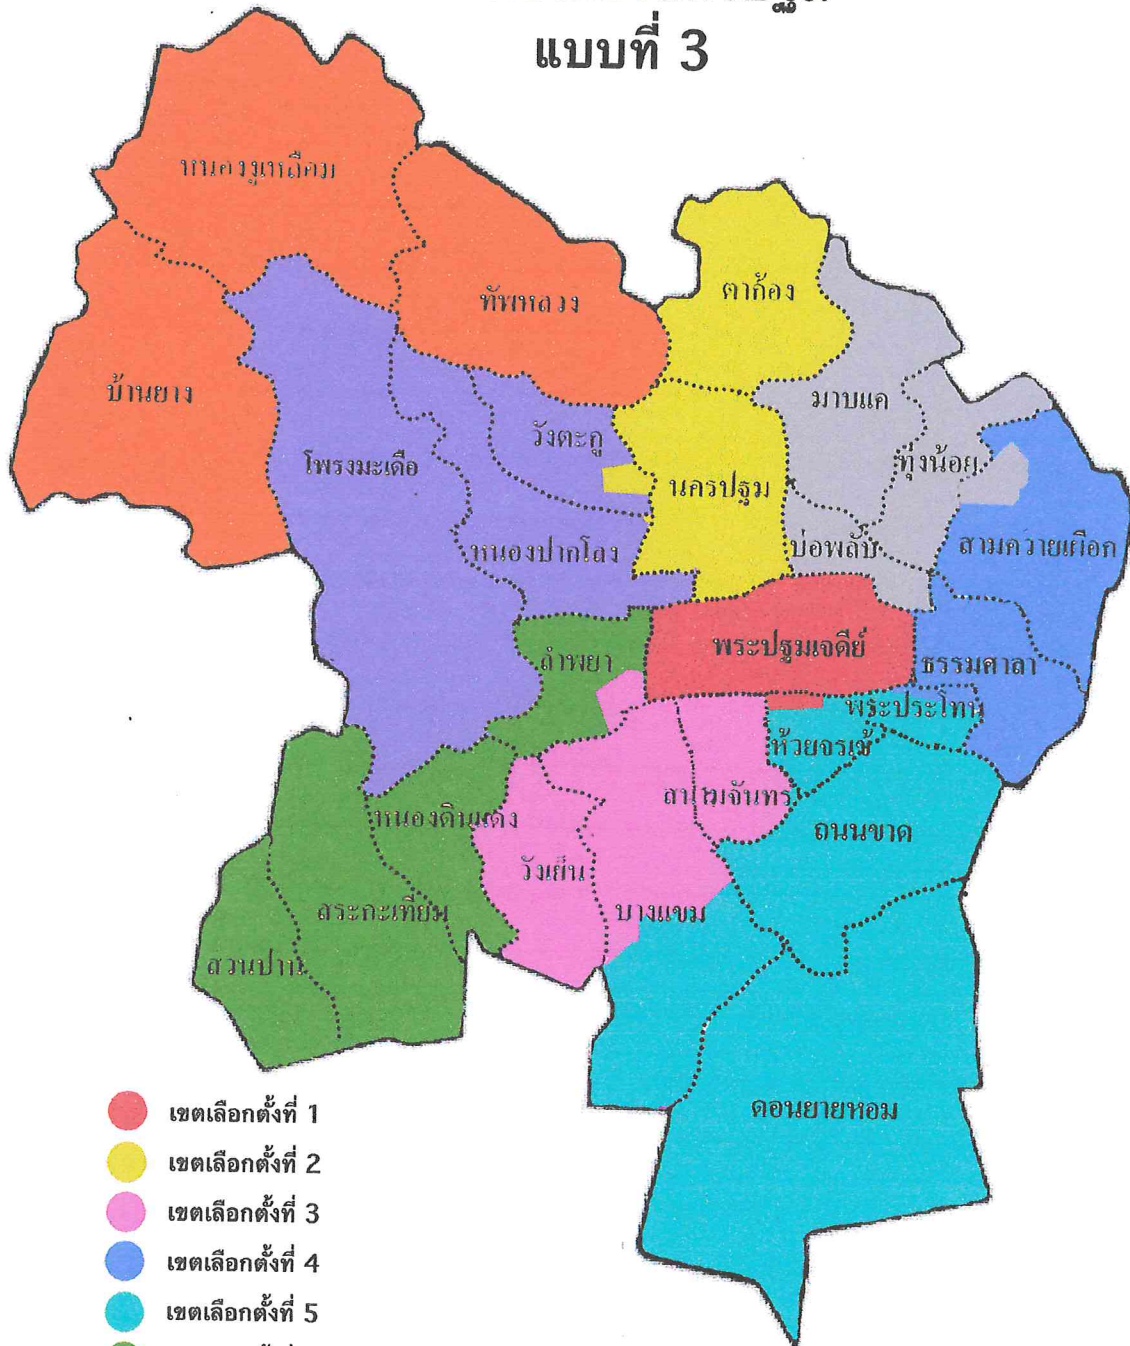 แบบที่ 3
หนองงูเหลือม
ทัพหลวง
ตาก้อง
บ้านยาง
มาบแค
วังตะกู
โพรงมะเดื่อ
ทุ่งน้อย
นครปฐม
หนองปากโลง
บ่อพลับ
สามควายเผือก
ลำพยา
พระปฐมเจดีย์
ธรรมศาลา
พระประโทน
ห้วยจรเข้
สนามจันทร์
หนองดินแดง
ถนนขาด
วังเย็น
สระกะเทียม
บางแขม
สวนป่าน
ดอนยายหอม
เขตเลือกตั้งที่ 1
เขตเลือกตั้งที่ 2
เขตเลือกตั้งที่ 3
เขตเลือกตั้งที่ 4
เขตเลือกตั้งที่ 5